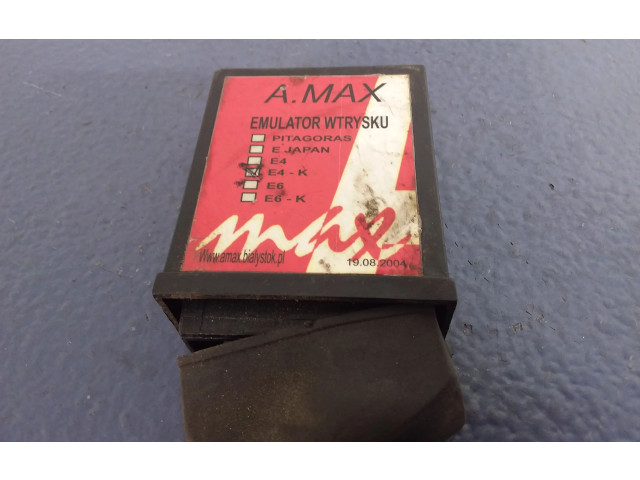 A.MAX
EMULATOR WTRYSKU
PITAGORAS
E JAPAN
E4
E4 - K
E6
E6 - K
max
Www.amax.bialystok.pl
19.08.2004